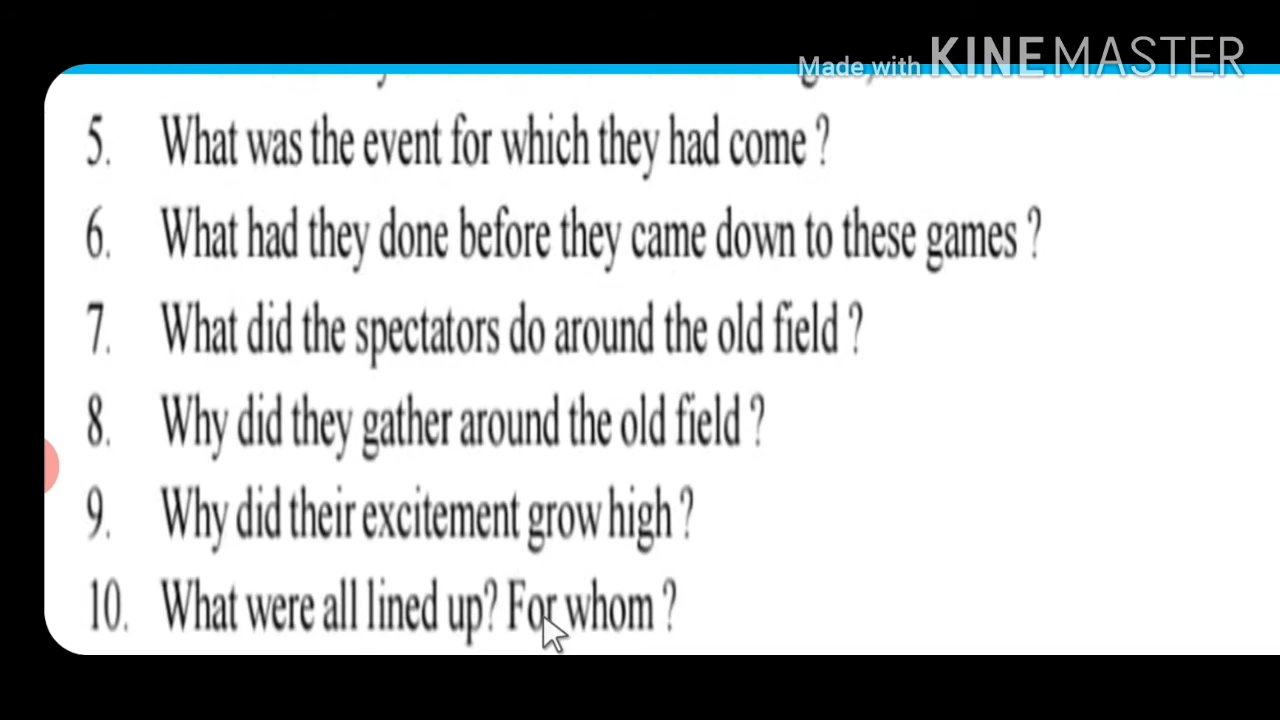 Made with KINEMASTER
5. What was the event for which they had come ?
6. What had they done before they came down to these games ?
7. What did the spectators do around the old field ?
8. Why did they gather around the old field ?
9. Why did their excitement grow high ?
10. What were all lined up? For whom ?